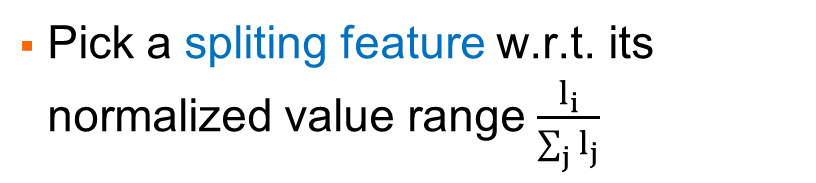 ▪ Pick a spliting feature w.r.t. its
normalized value range l_i / ∑_j l_j